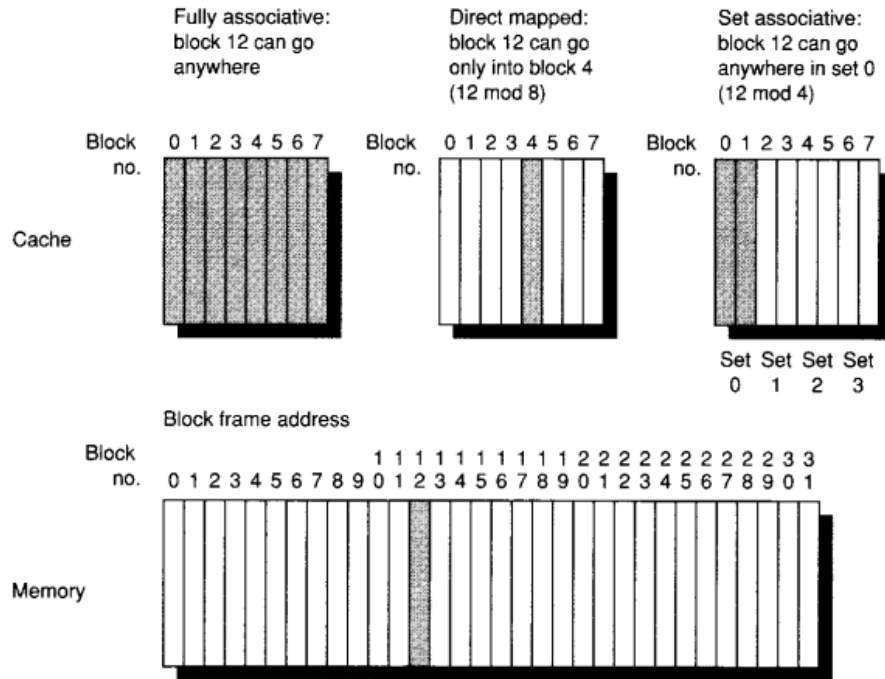 Fully associative:
block 12 can go
anywhere
Direct mapped:
block 12 can go
only into block 4
(12 mod 8)
Set associative:
block 12 can go
anywhere in set 0
(12 mod 4)
Block
no.
0 1 2 3 4 5 6 7
Block
no.
0 1 2 3 4 5 6 7
Block
no.
0 1 2 3 4 5 6 7
Cache
Set Set Set Set
0 1 2 3
Block frame address
Block
no.
1 1 1 1 1 1 1 1 1 1 2 2 2 2 2 2 2 2 2 2 3 3
0 1 2 3 4 5 6 7 8 9 0 1 2 3 4 5 6 7 8 9 0 1 2 3 4 5 6 7 8 9 0 1
Memory